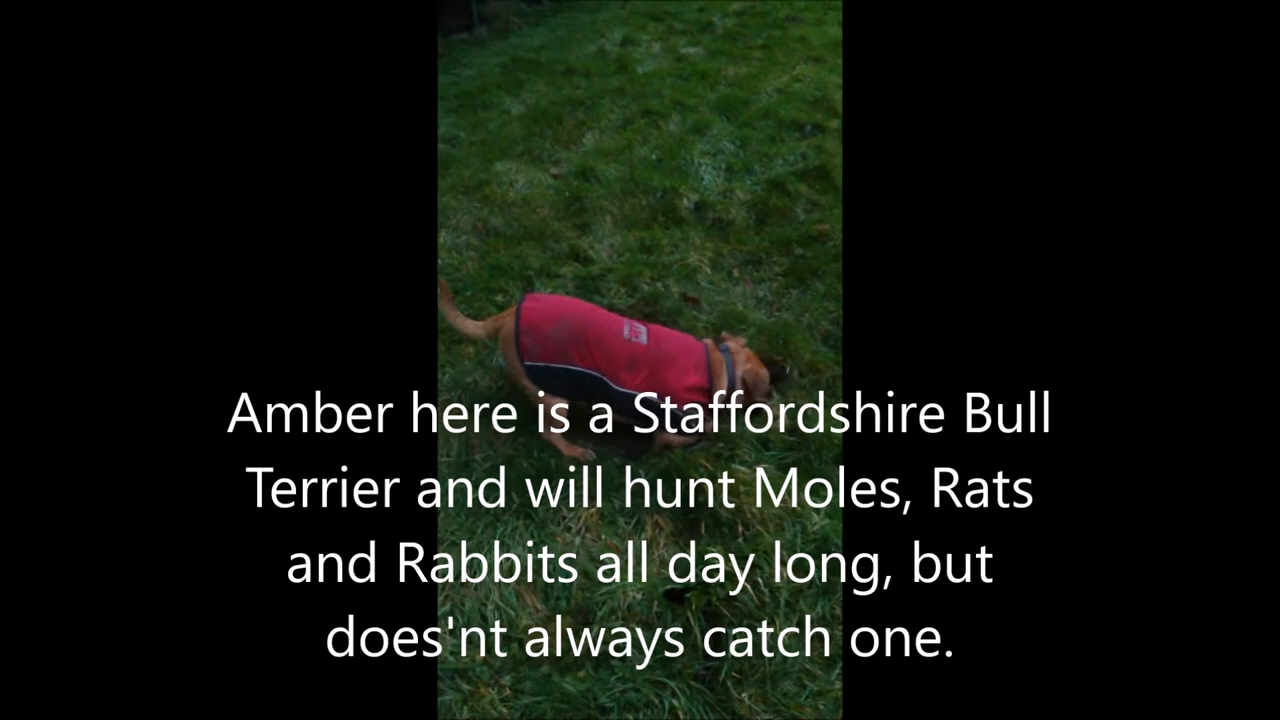 Amber here is a Staffordshire Bull
Terrier and will hunt Moles, Rats
and Rabbits all day long, but
does'nt always catch one.